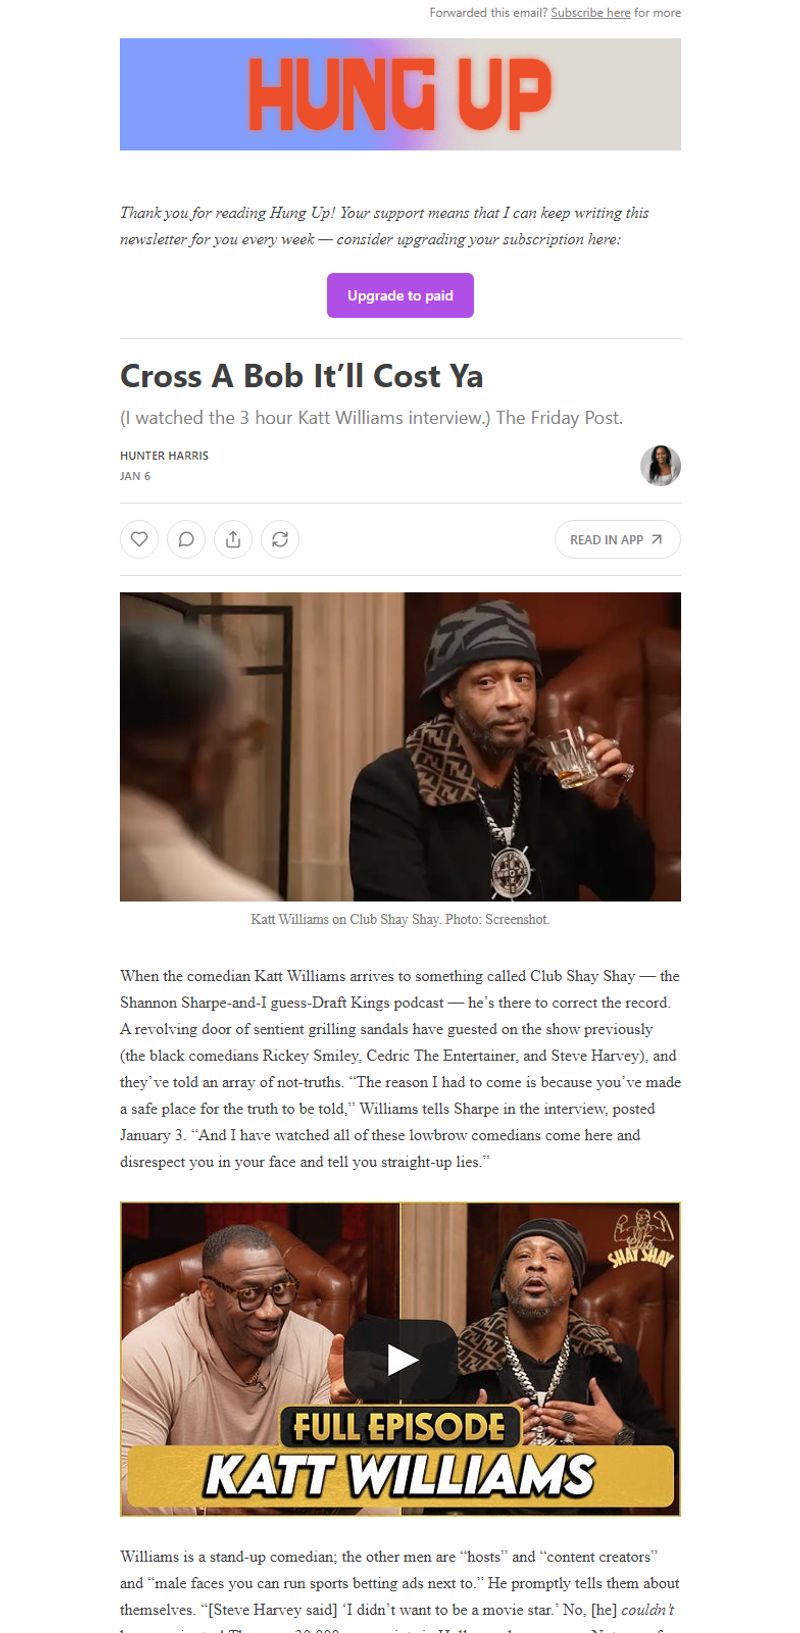 Forwarded this email? Subscribe here for more
HUNG UP
Thank you for reading Hung Up! Your support means that I can keep writing this
newsletter for you every week — consider upgrading your subscription here:
Upgrade to paid
Cross A Bob It’ll Cost Ya
(I watched the 3 hour Katt Williams interview.) The Friday Post.
HUNTER HARRIS
JAN 6
READ IN APP
Katt Williams on Club Shay Shay. Photo: Screenshot.
When the comedian Katt Williams arrives to something called Club Shay Shay — the
Shannon Sharpe-and-I guess-Draft Kings podcast — he’s there to correct the record.
A revolving door of sentient grilling sandals have guested on the show previously
(the black comedians Rickey Smiley, Cedric The Entertainer, and Steve Harvey), and
they’ve told an array of not-truths. “The reason I had to come is because you’ve made
a safe place for the truth to be told,” Williams tells Sharpe in the interview, posted
January 3. “And I have watched all of these lowbrow comedians come here and
disrespect you in your face and tell you straight-up lies.”
SHAY SHAY
FULL EPISODE
KATT WILLIAMS
Williams is a stand-up comedian; the other men are “hosts” and “content creators”
and “male faces you can run sports betting ads next to.” He promptly tells them about
themselves. “[Steve Harvey said] ‘I didn’t want to be a movie star.’ No, [he] couldn’t